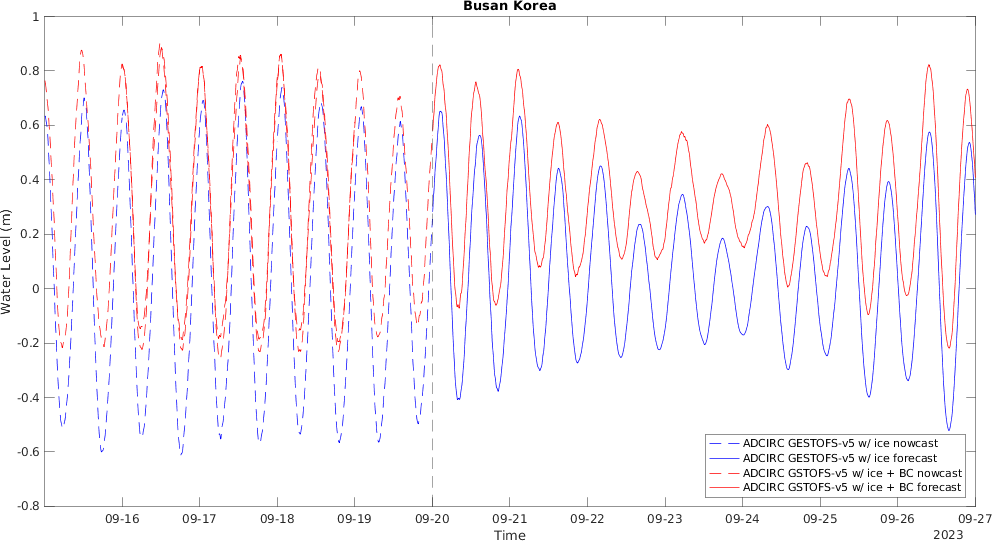 Busan Korea
Water Level (m)
1
0.8
0.6
0.4
0.2
0
-0.2
-0.4
-0.6
-0.8
ADCIRC GESTOFS-v5 w/ ice nowcast
ADCIRC GESTOFS-v5 w/ ice forecast
ADCIRC GSTOFS-v5 w/ ice + BC nowcast
ADCIRC GSTOFS-v5 w/ ice + BC forecast
09-16 09-17 09-18 09-19 09-20 09-21 09-22 09-23 09-24 09-25 09-26 09-27
Time
2023